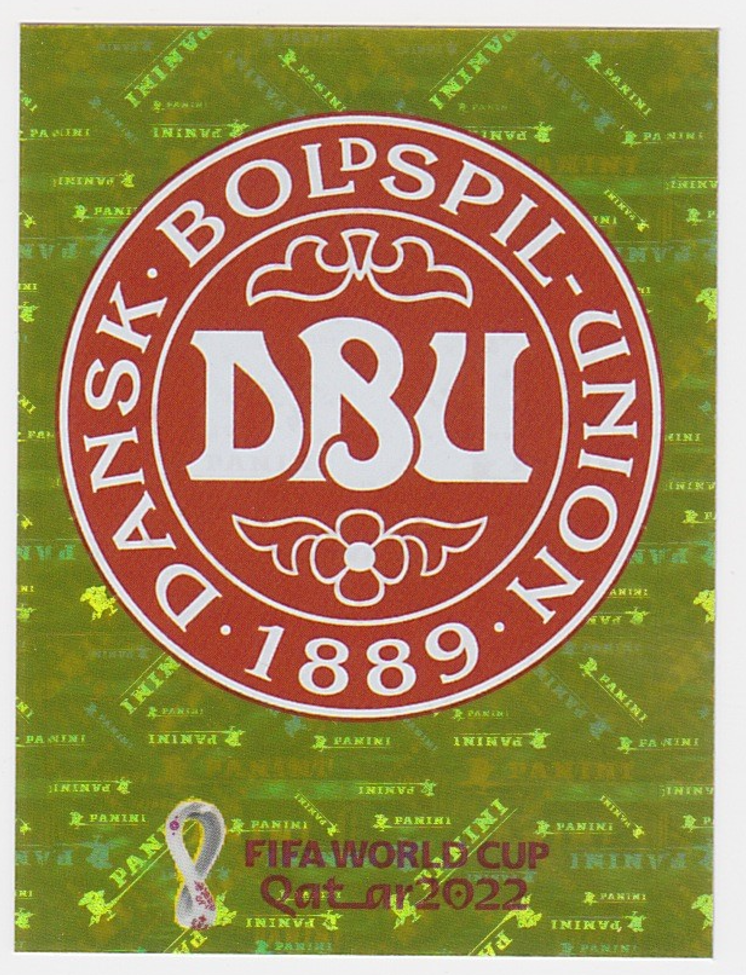 DANSK · BOLDSPIL-UNION
DBU
· 1889 ·
FIFA WORLD CUP
Qatar2022
PANINI